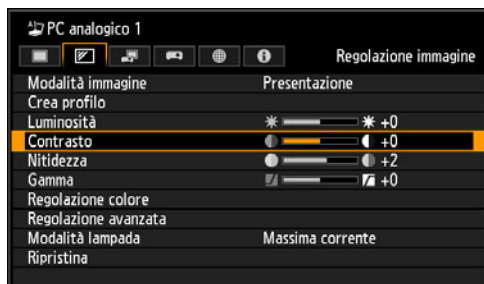 PC analogico 1
Regolazione immagine
Modalità immagine Presentazione
Crea profilo
Luminosità +0
Contrasto +0
Nitidezza +2
Gamma +0
Regolazione colore
Regolazione avanzata
Modalità lampada Massima corrente
Ripristina